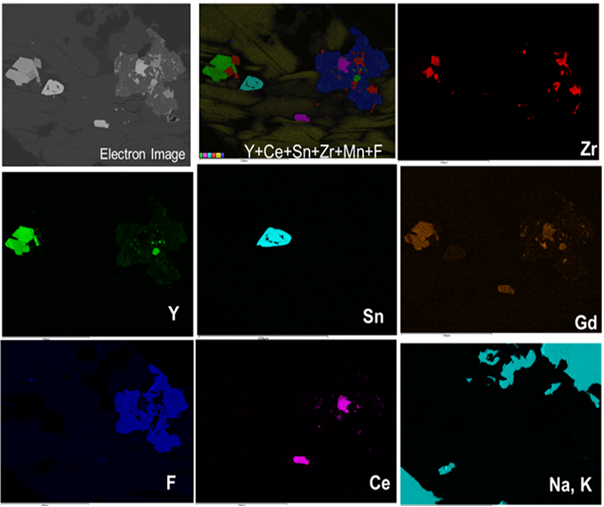 Electron Image
Y+Ce+Sn+Zr+Mn+F
Zr
Y
Sn
Gd
F
Ce
Na, K